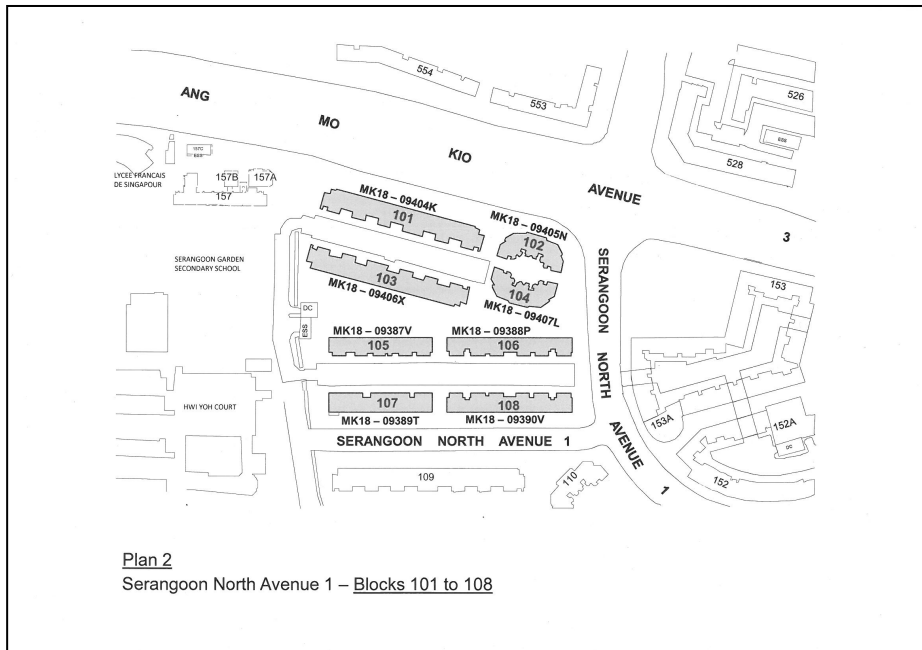 554
553
526
ESS
528
ANG
MO
KIO
AVENUE
3
157C
ESS
LYCEE FRANCAIS
DE SINGAPOUR
157B
157A
157
MK18 – 09404K
101
MK18 – 09405N
102
SERANGOON GARDEN
SECONDARY SCHOOL
103
MK18 – 09406X
104
MK18 – 09407L
SERANGOON NORTH
AVENUE 1
153
DC
ESS
MK18 – 09387V
105
MK18 – 09388P
106
HWI YOH COURT
107
MK18 – 09389T
108
MK18 – 09390V
153A
152A
DC
152
SERANGOON NORTH AVENUE 1
109
110
Plan 2
Serangoon North Avenue 1 – Blocks 101 to 108